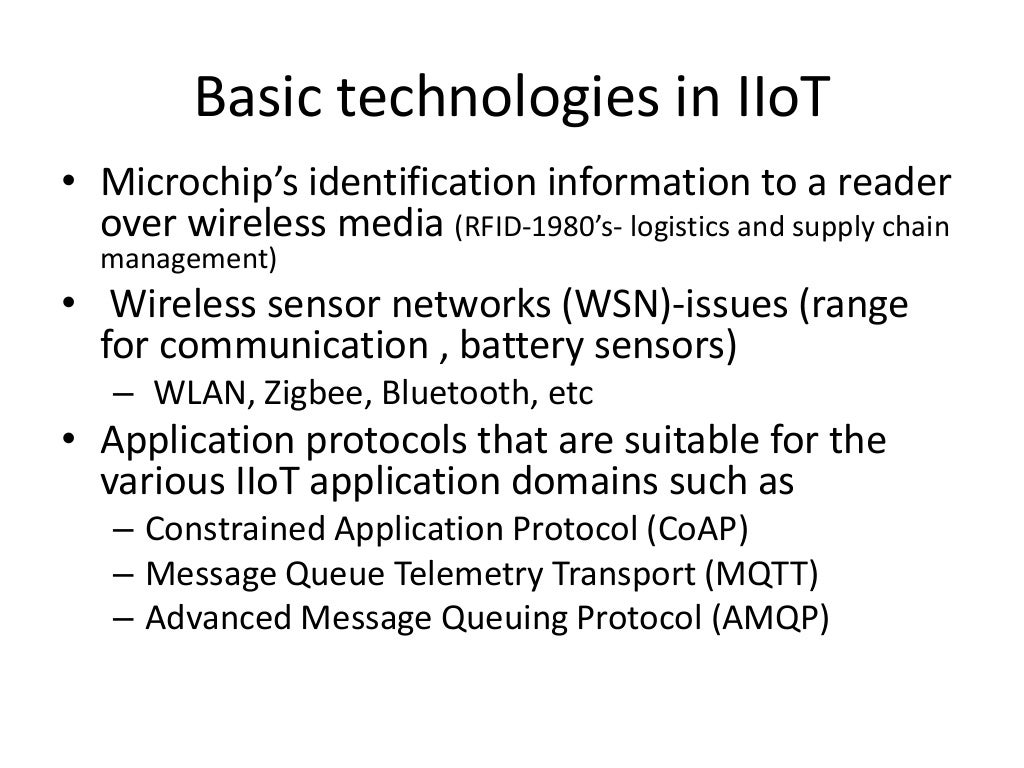 Basic technologies in IIoT
• Microchip’s identification information to a reader
over wireless media (RFID-1980’s- logistics and supply chain
management)
• Wireless sensor networks (WSN)-issues (range
for communication , battery sensors)
– WLAN, Zigbee, Bluetooth, etc
• Application protocols that are suitable for the
various IIoT application domains such as
– Constrained Application Protocol (CoAP)
– Message Queue Telemetry Transport (MQTT)
– Advanced Message Queuing Protocol (AMQP)